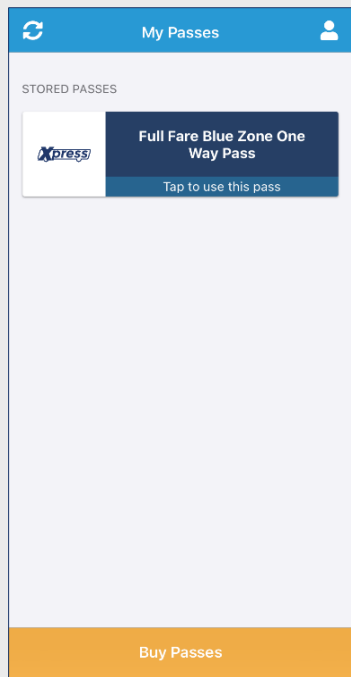 My Passes
STORED PASSES
Xpress
Full Fare Blue Zone One
Way Pass
Tap to use this pass
Buy Passes